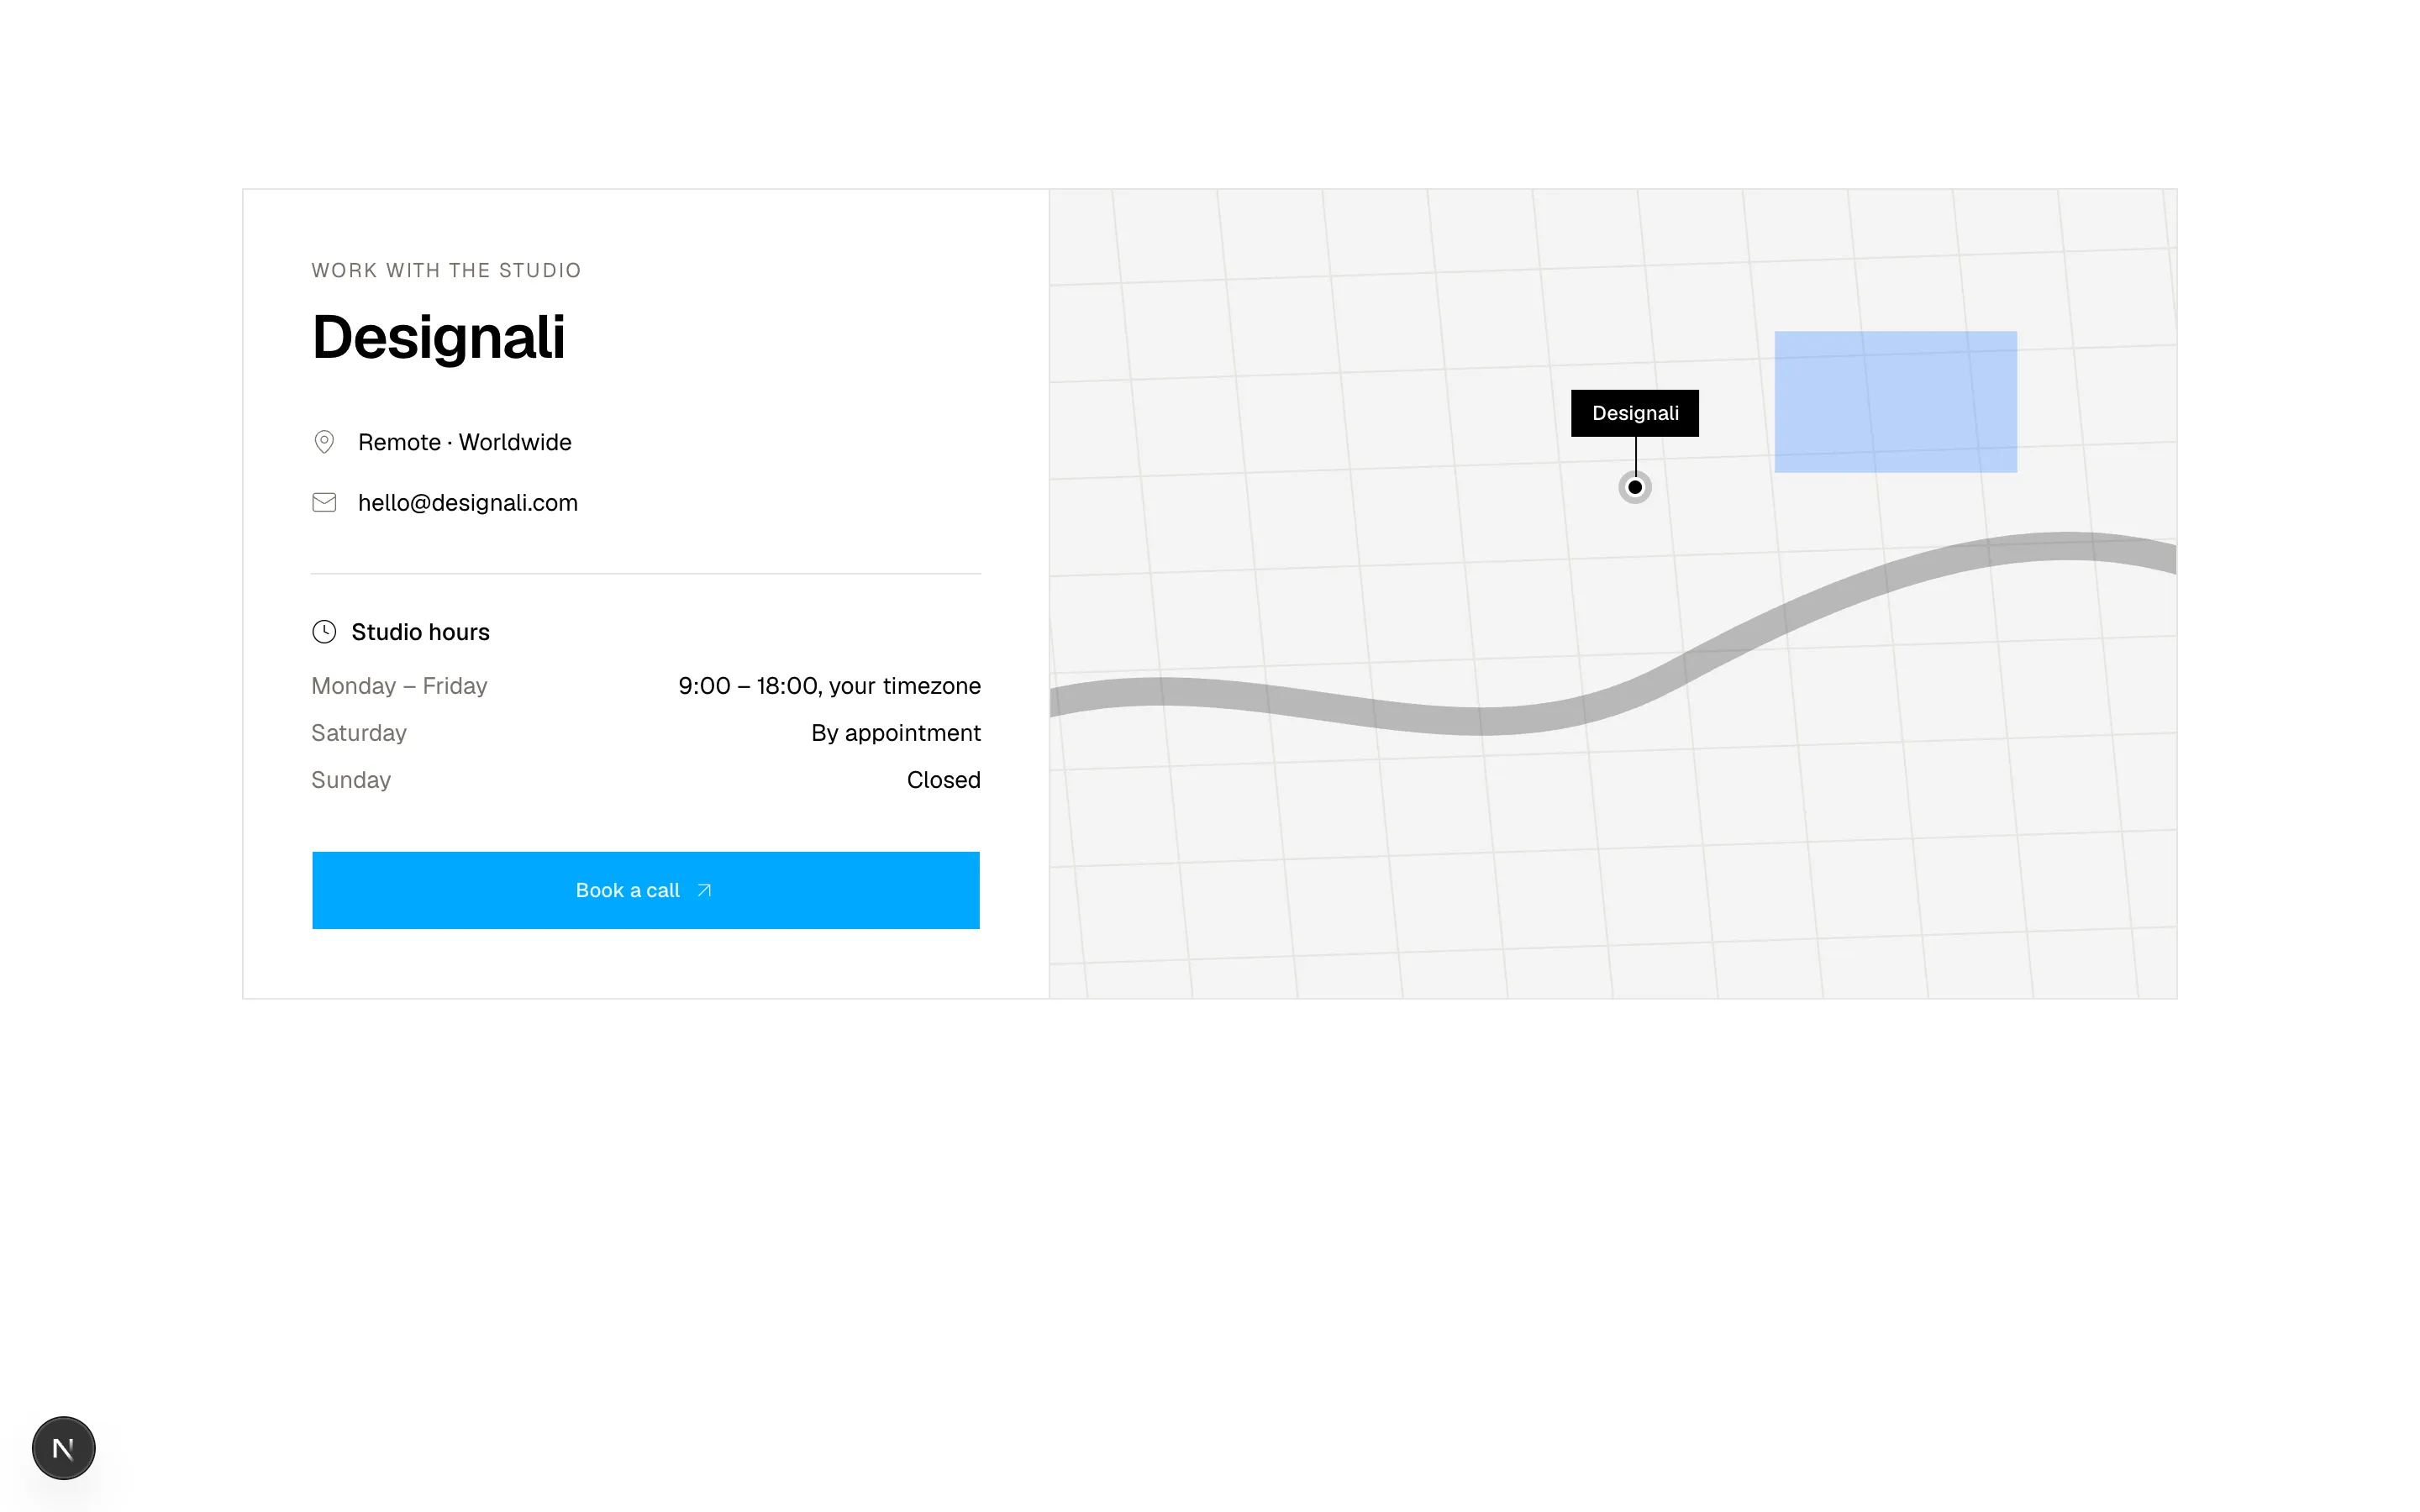 WORK WITH THE STUDIO
Designali
Remote · Worldwide
hello@designali.com
Studio hours
Monday – Friday 9:00 – 18:00, your timezone
Saturday By appointment
Sunday Closed
Book a call
Designali
N